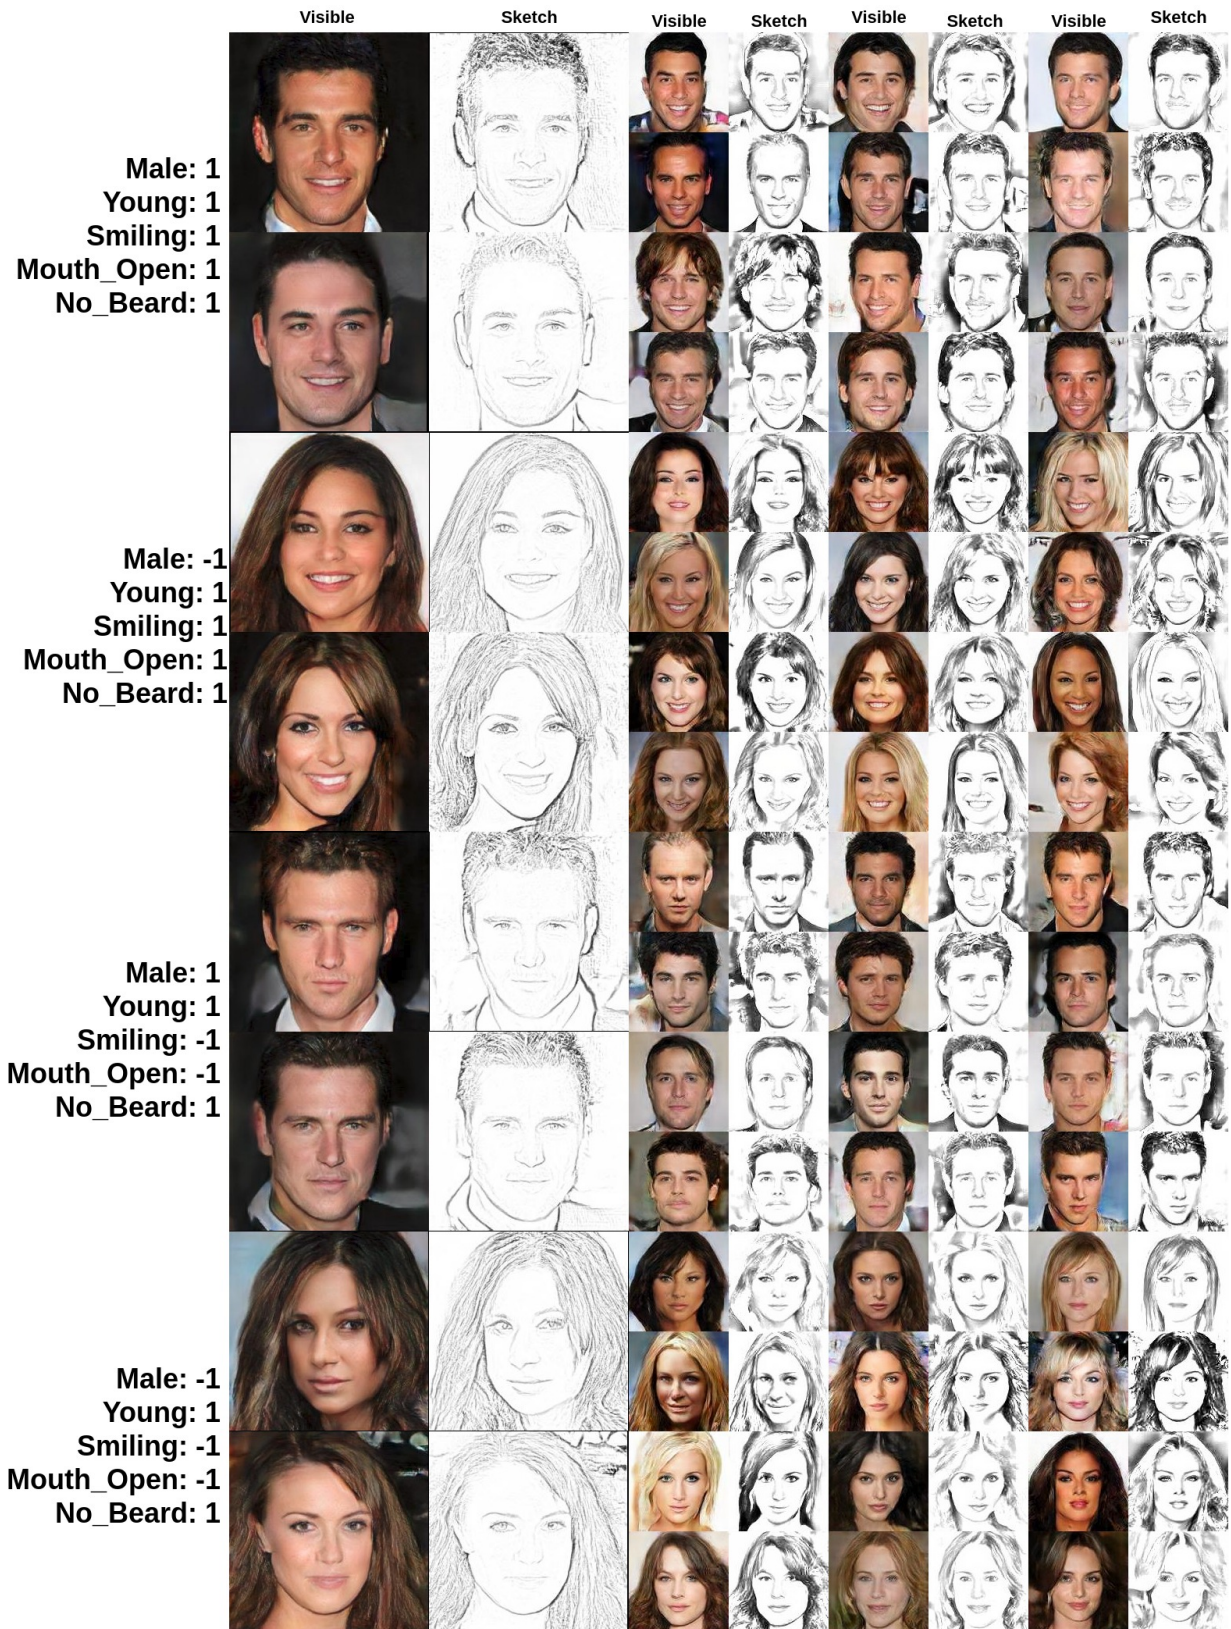 Visible Sketch Visible Sketch Visible Sketch Visible Sketch
Male: 1
Young: 1
Smiling: 1
Mouth_Open: 1
No_Beard: 1
Male: -1
Young: 1
Smiling: 1
Mouth_Open: 1
No_Beard: 1
Male: 1
Young: 1
Smiling: -1
Mouth_Open: -1
No_Beard: 1
Male: -1
Young: 1
Smiling: -1
Mouth_Open: -1
No_Beard: 1